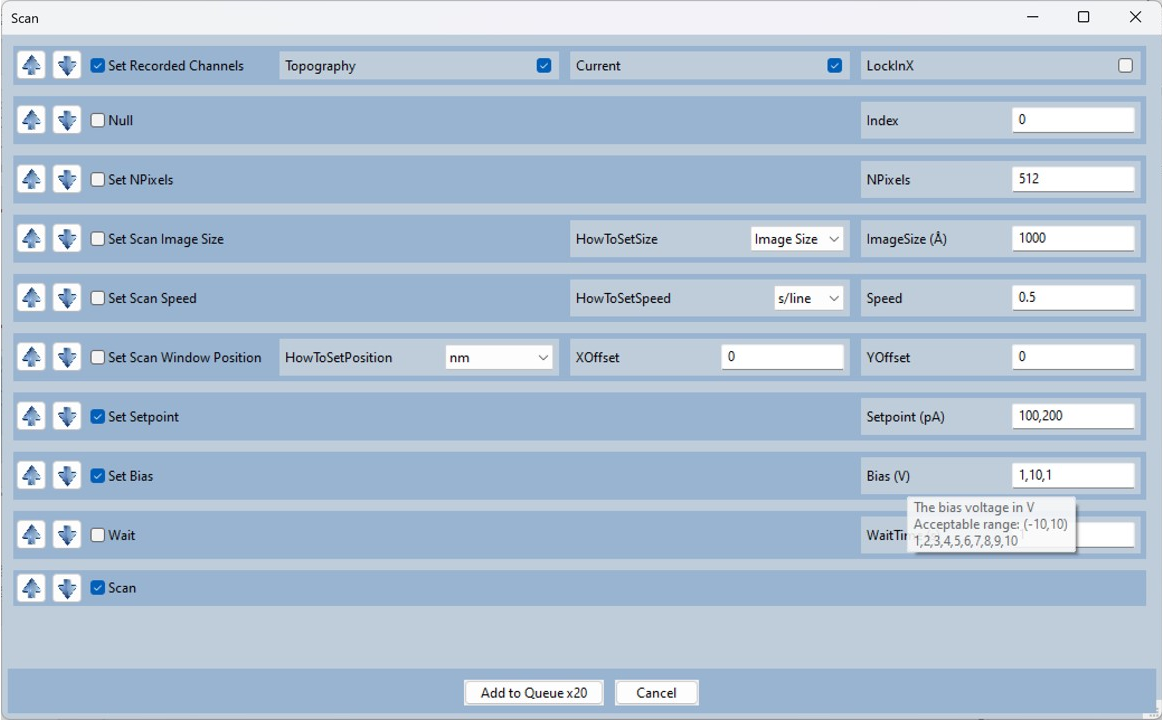 Scan
Set Recorded Channels Topography Current LockInX
Null Index 0
Set NPixels NPixels 512
Set Scan Image Size HowToSetSize Image Size ImageSize (Å) 1000
Set Scan Speed HowToSetSpeed s/line Speed 0.5
Set Scan Window Position HowToSetPosition nm XOffset 0 YOffset 0
Set Setpoint Setpoint (pA) 100,200
Set Bias Bias (V) 1,10,1
The bias voltage in V
Acceptable range: (-10,10)
1,2,3,4,5,6,7,8,9,10
Wait
Scan
Add to Queue x20 Cancel